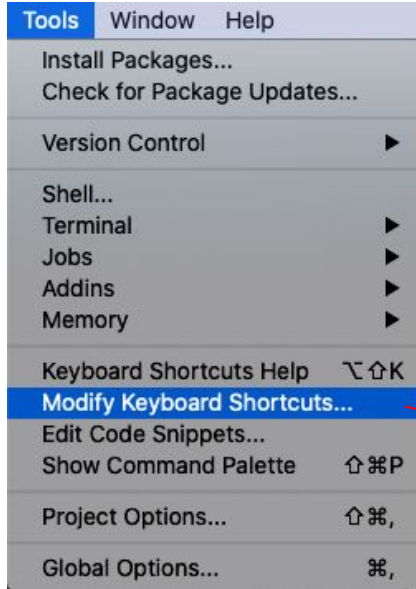 Tools Window Help
Install Packages...
Check for Package Updates...
Version Control ▶
Shell...
Terminal ▶
Jobs ▶
Addins ▶
Memory ▶
Keyboard Shortcuts Help ⌥⇧K
Modify Keyboard Shortcuts...
Edit Code Snippets...
Show Command Palette ⇧⌘P
Project Options... ⇧⌘,
Global Options... ⌘,